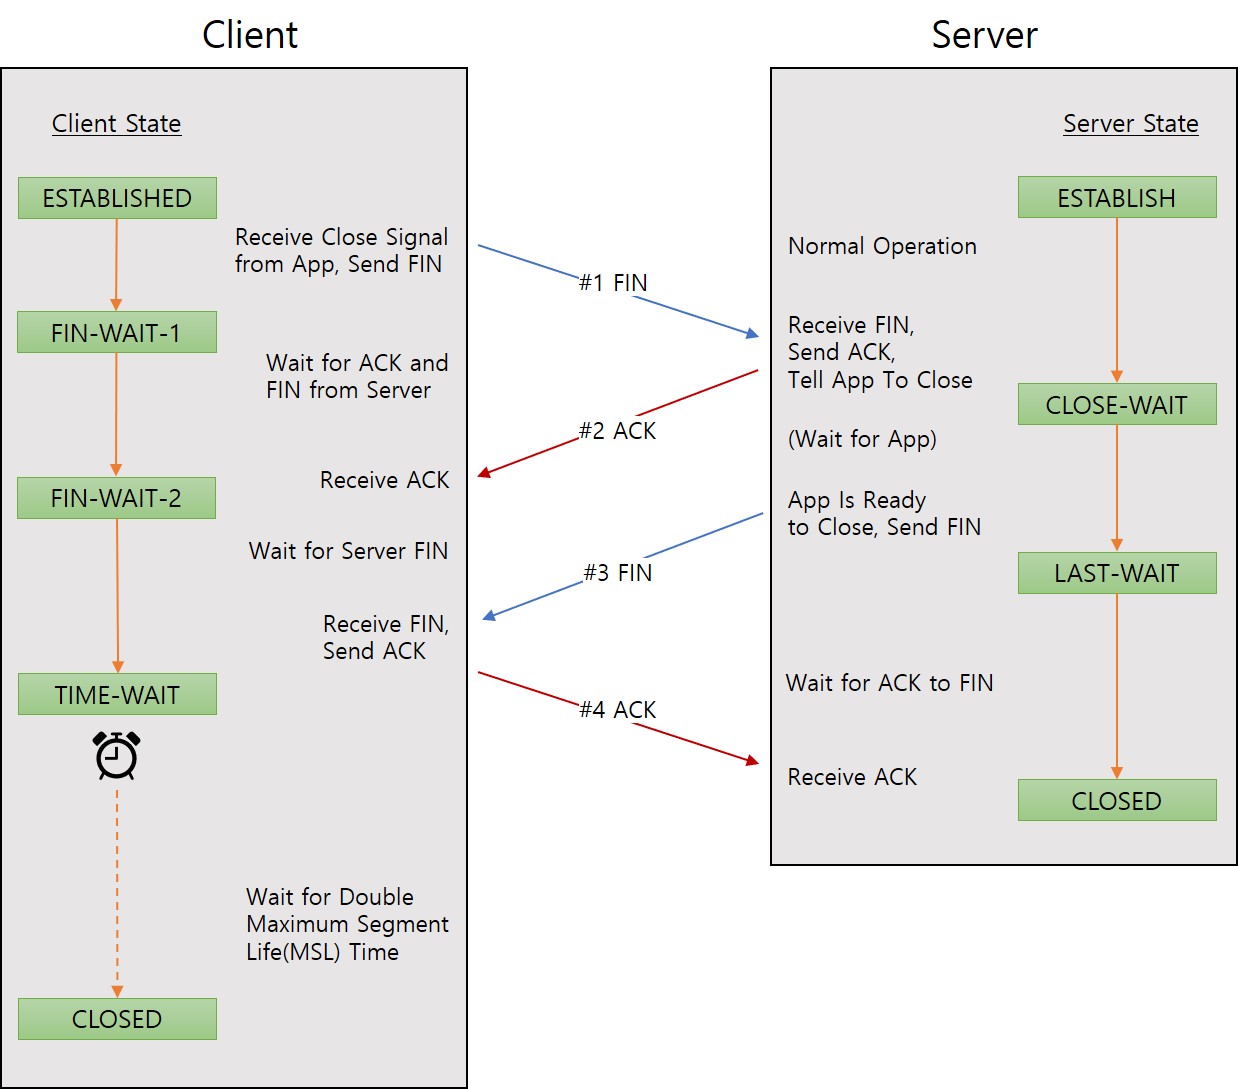 Client
Server
Client State
Server State
ESTABLISHED
ESTABLISH
Receive Close Signal
from App, Send FIN
#1 FIN
Normal Operation
FIN-WAIT-1
Receive FIN,
Send ACK,
Tell App To Close
Wait for ACK and
FIN from Server
CLOSE-WAIT
#2 ACK
(Wait for App)
Receive ACK
FIN-WAIT-2
App Is Ready
to Close, Send FIN
Wait for Server FIN
#3 FIN
LAST-WAIT
Receive FIN,
Send ACK
TIME-WAIT
Wait for ACK to FIN
#4 ACK
Receive ACK
CLOSED
Wait for Double
Maximum Segment
Life(MSL) Time
CLOSED